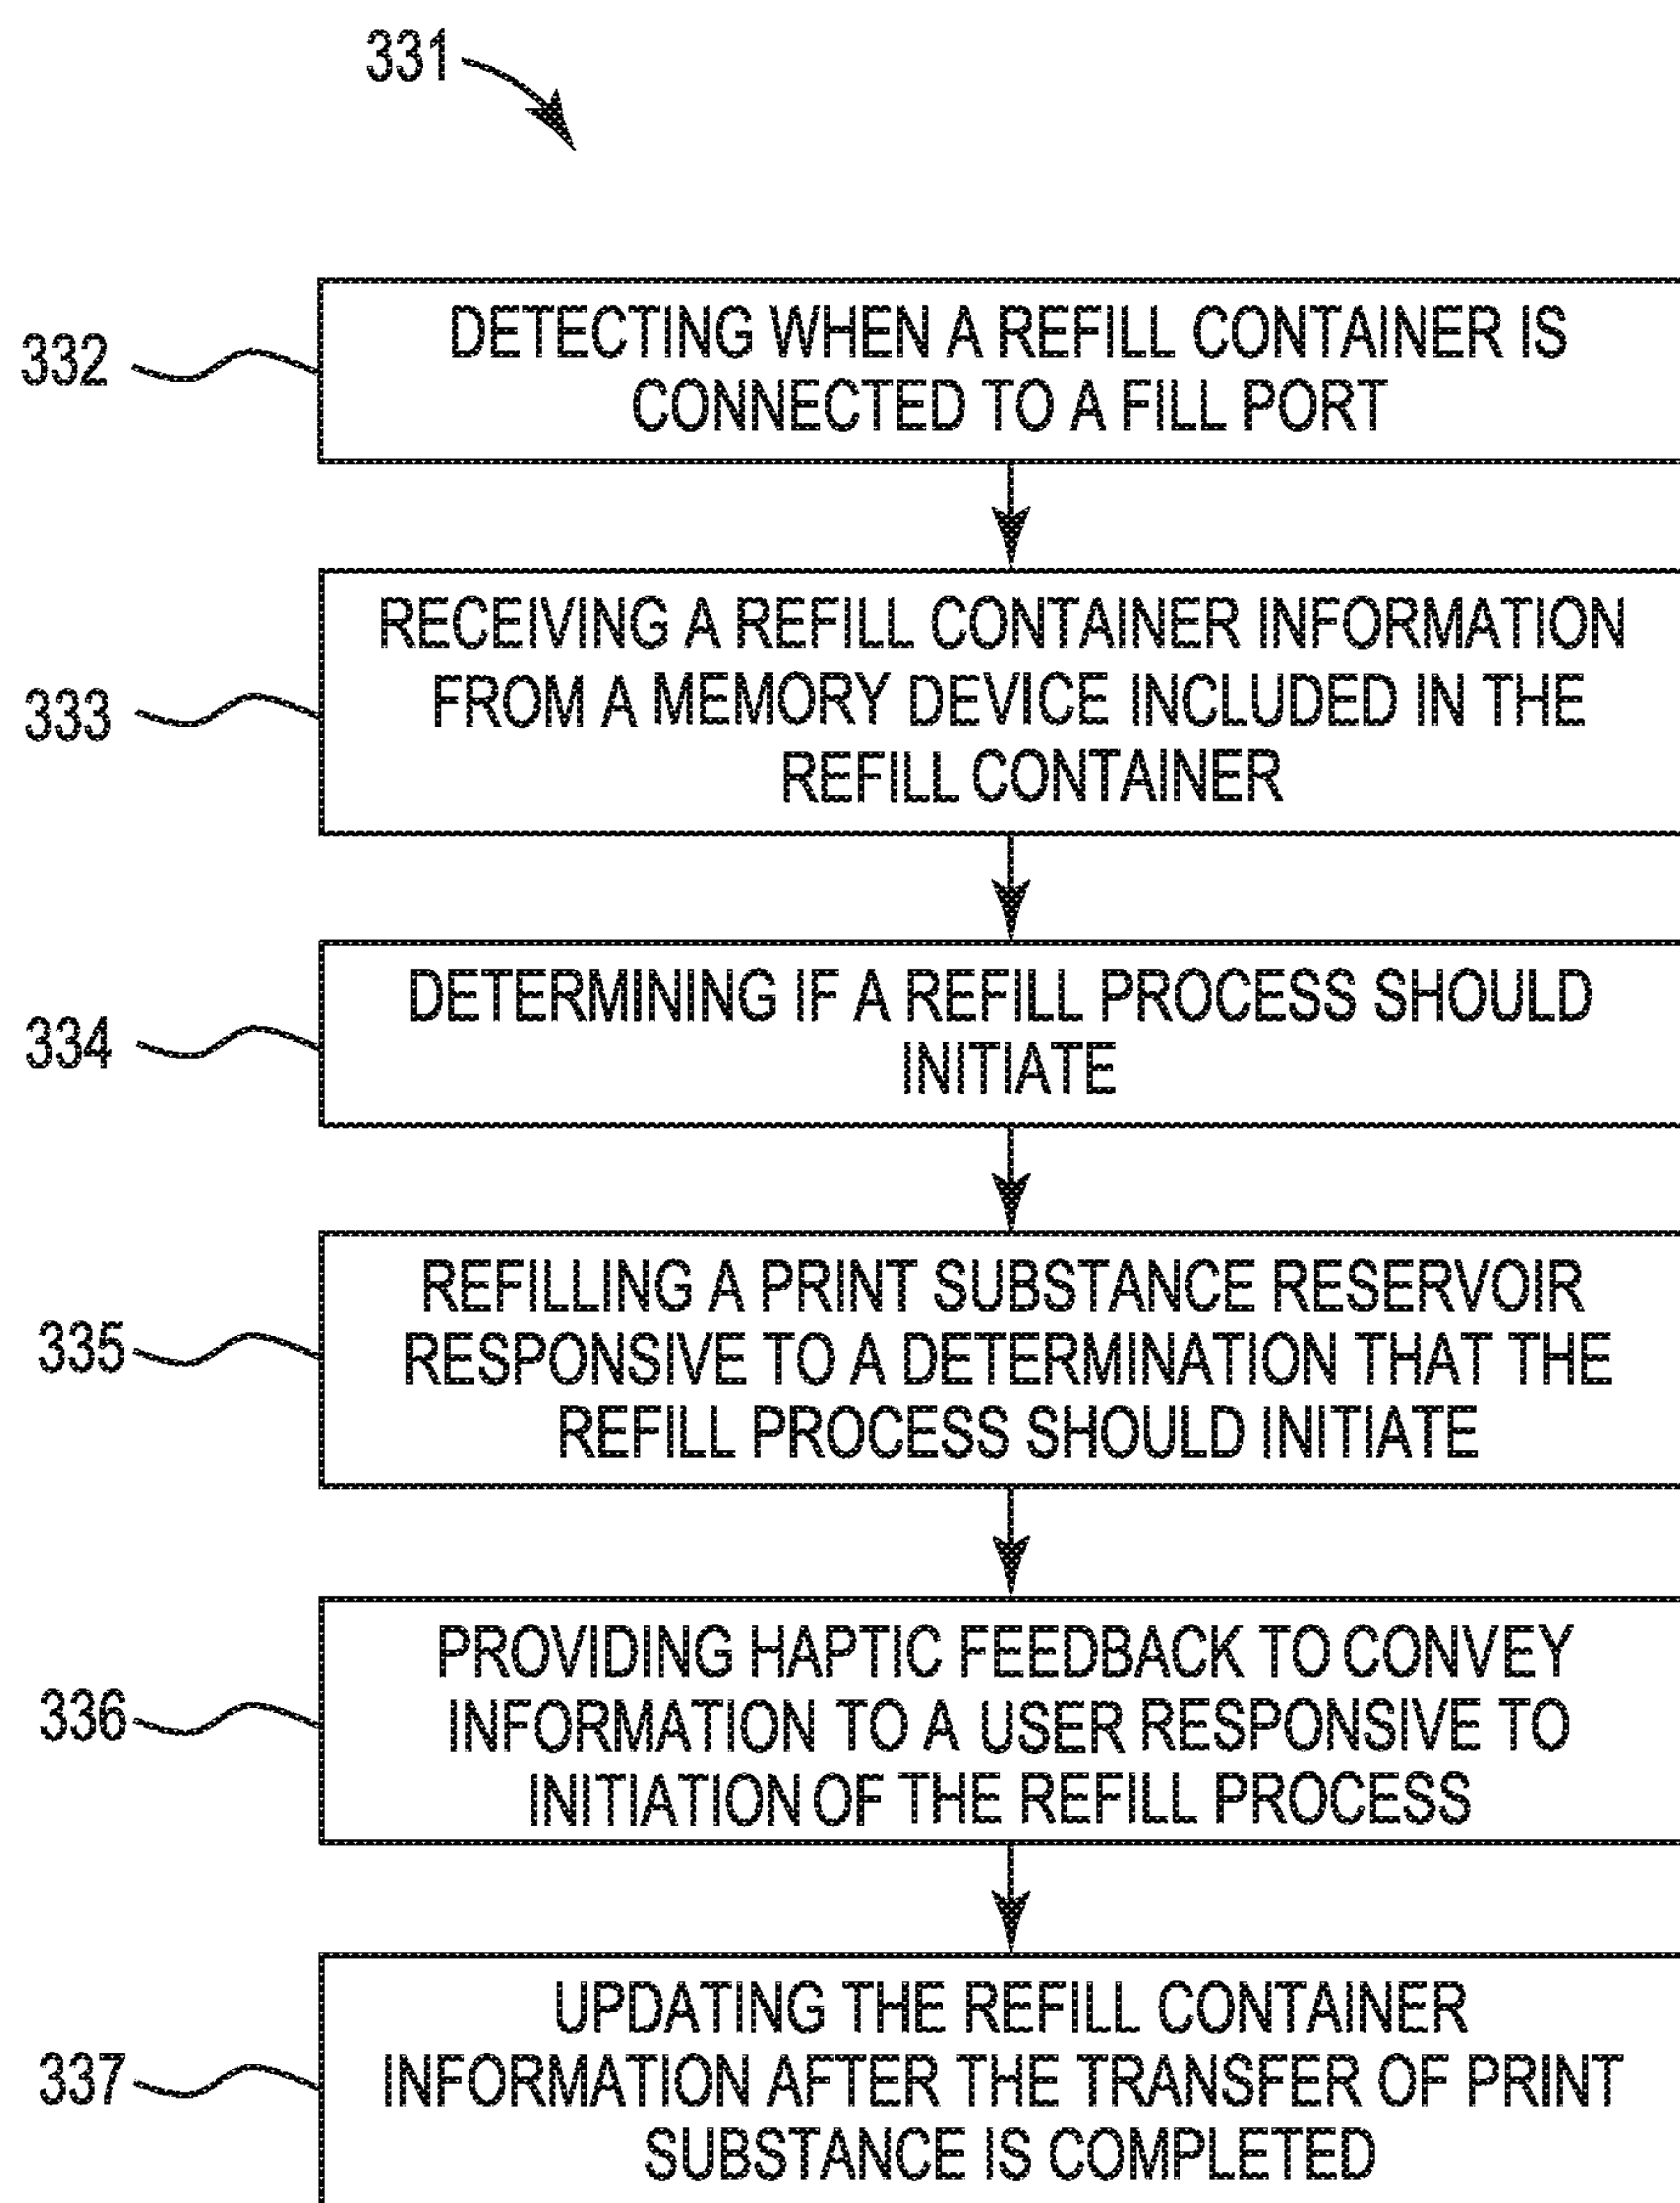 331
332
DETECTING WHEN A REFILL CONTAINER IS
CONNECTED TO A FILL PORT
333
RECEIVING A REFILL CONTAINER INFORMATION
FROM A MEMORY DEVICE INCLUDED IN THE
REFILL CONTAINER
334
DETERMINING IF A REFILL PROCESS SHOULD
INITIATE
335
REFILLING A PRINT SUBSTANCE RESERVOIR
RESPONSIVE TO A DETERMINATION THAT THE
REFILL PROCESS SHOULD INITIATE
336
PROVIDING HAPTIC FEEDBACK TO CONVEY
INFORMATION TO A USER RESPONSIVE TO
INITIATION OF THE REFILL PROCESS
337
UPDATING THE REFILL CONTAINER
INFORMATION AFTER THE TRANSFER OF PRINT
SUBSTANCE IS COMPLETED